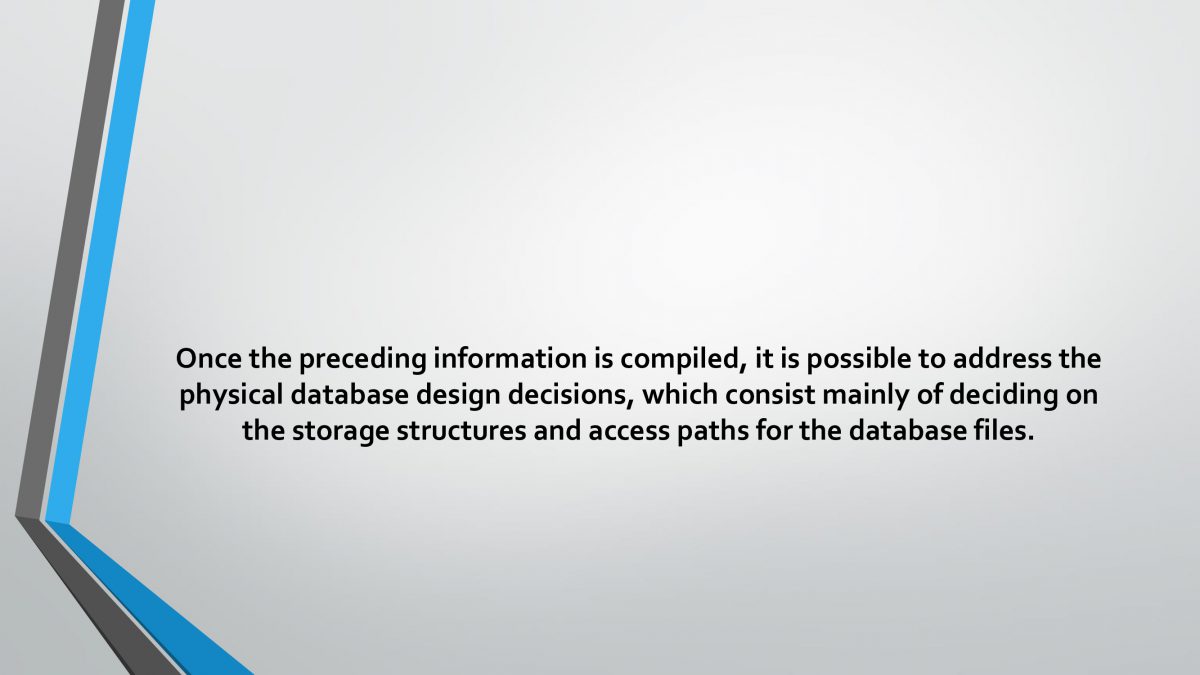 Once the preceding information is compiled, it is possible to address the
physical database design decisions, which consist mainly of deciding on
the storage structures and access paths for the database files.